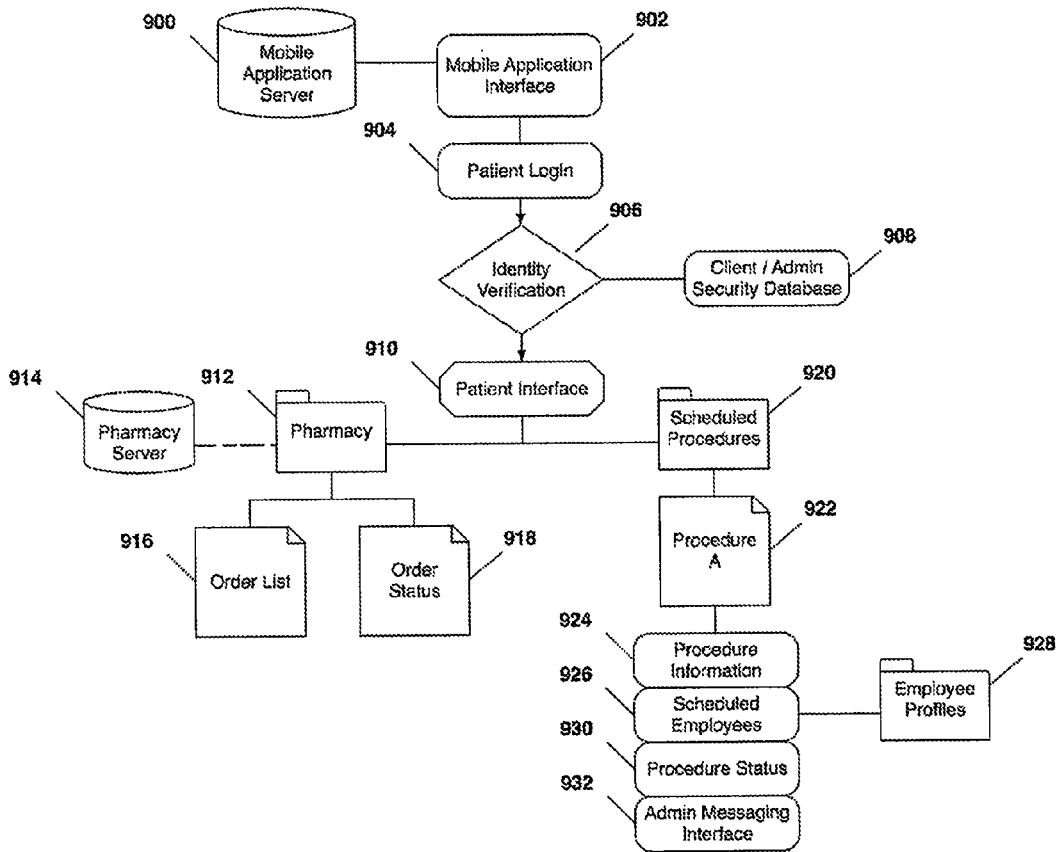 900
Mobile
Application
Server
902
Mobile Application
Interface
904
Patient LogIn
906
Identity
Verification
908
Client / Admin
Security Database
910
Patient Interface
914
Pharmacy
Server
912
Pharmacy
920
Scheduled
Procedures
916
Order List
918
Order
Status
922
Procedure
A
924
Procedure
Information
926
Scheduled
Employees
928
Employee
Profiles
930
Procedure Status
932
Admin Messaging
Interface